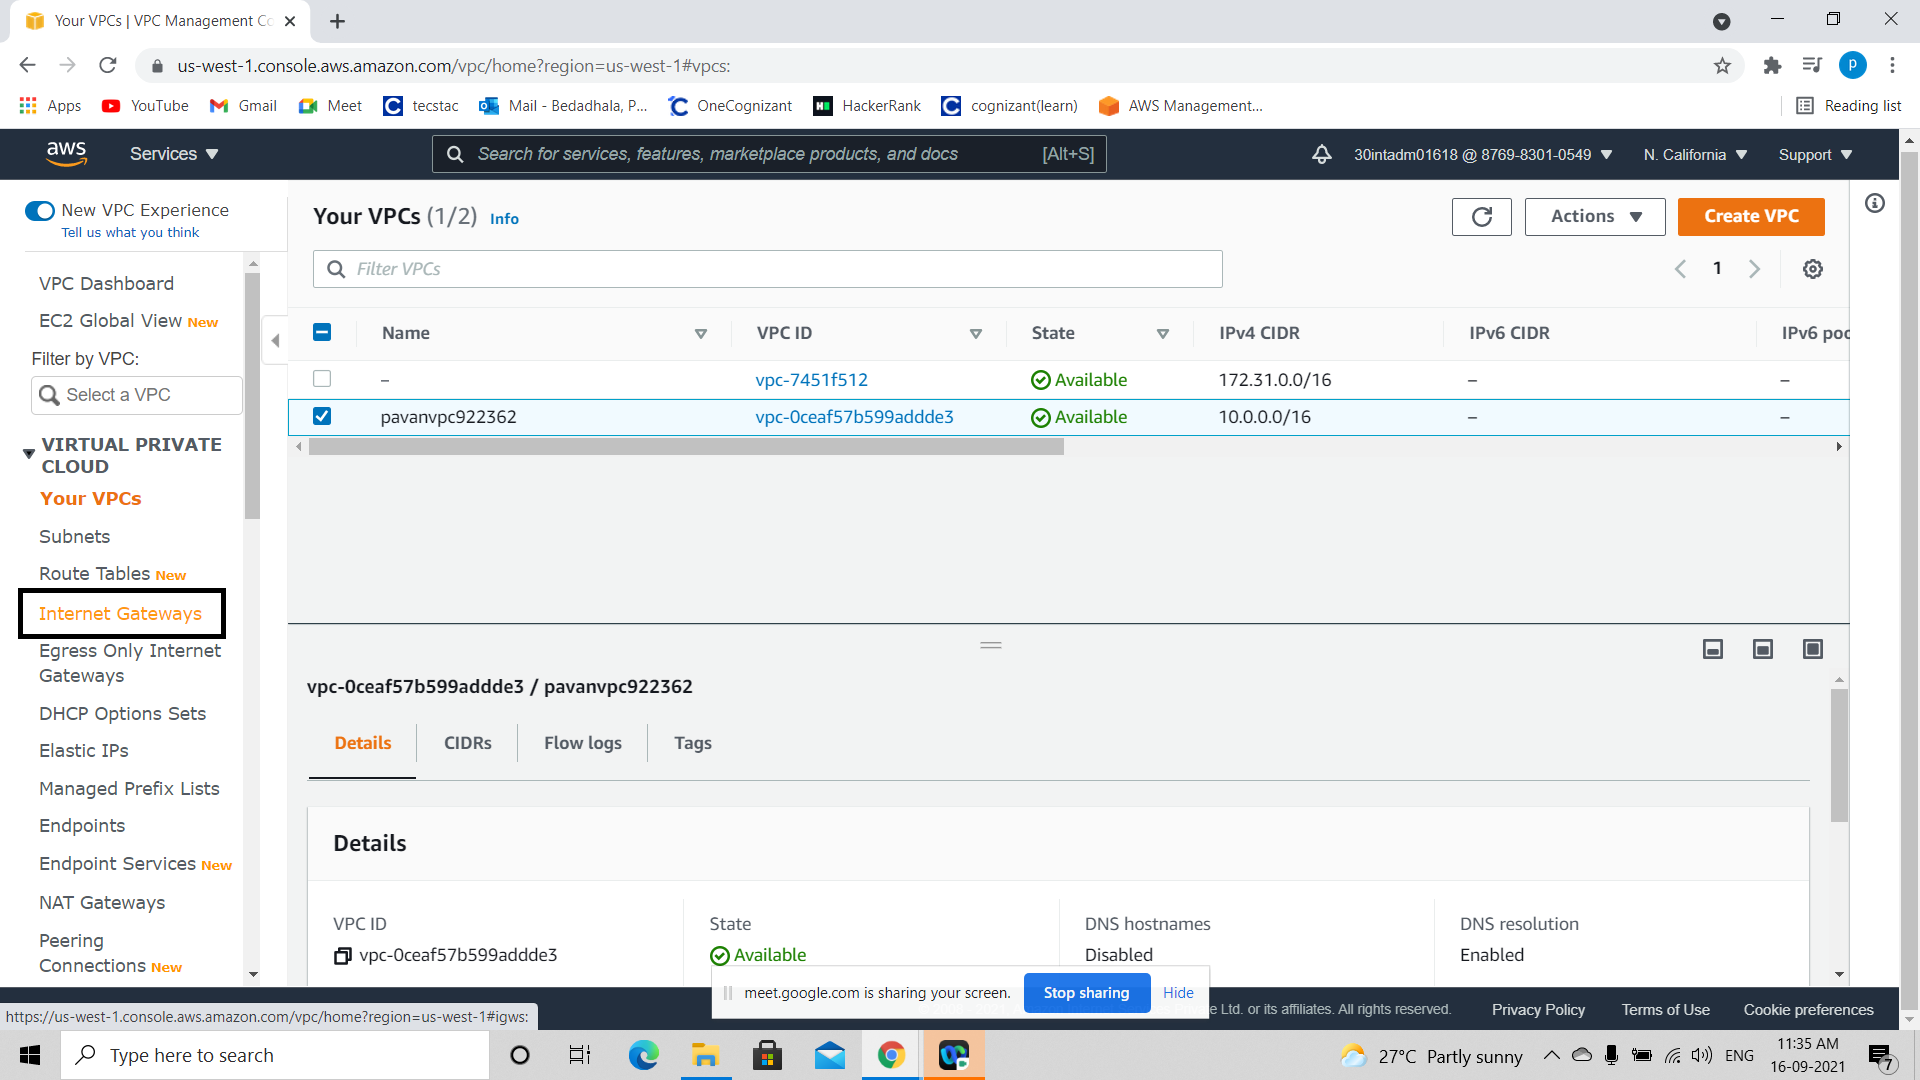 Your VPCs | VPC Management Co
us-west-1.console.aws.amazon.com/vpc/home?region=us-west-1#vpcs:
P
Apps YouTube Gmail Meet tecstac Mail - Bedadhala, P... OneCognizant HackerRank cognizant(learn) AWS Management... Reading list
aws Services Search for services, features, marketplace products, and docs [Alt+S] 30intadm01618 @ 8769-8301-0549 N. California Support
New VPC Experience
Tell us what you think
VPC Dashboard
EC2 Global View New
Filter by VPC:
Select a VPC
VIRTUAL PRIVATE
CLOUD
Your VPCs
Subnets
Route Tables New
Internet Gateways
Egress Only Internet
Gateways
DHCP Options Sets
Elastic IPs
Managed Prefix Lists
Endpoints
Endpoint Services New
NAT Gateways
Peering
Connections New
Your VPCs (1/2) Info
Actions Create VPC
Filter VPCs
1
Name VPC ID State IPv4 CIDR IPv6 CIDR IPv6 poo
– vpc-7451f512 Available 172.31.0.0/16 – –
pavanvpc922362 vpc-0ceaf57b599addde3 Available 10.0.0.0/16 – –
vpc-0ceaf57b599addde3 / pavanvpc922362
Details CIDRs Flow logs Tags
Details
VPC ID State DNS hostnames DNS resolution
vpc-0ceaf57b599addde3 Available Disabled Enabled
meet.google.com is sharing your screen. Stop sharing Hide
e Ltd. or its affiliates. All rights reserved. Privacy Policy Terms of Use Cookie preferences
https://us-west-1.console.aws.amazon.com/vpc/home?region=us-west-1#igws:
Type here to search
27°C Partly sunny ENG
11:35 AM
16-09-2021
7